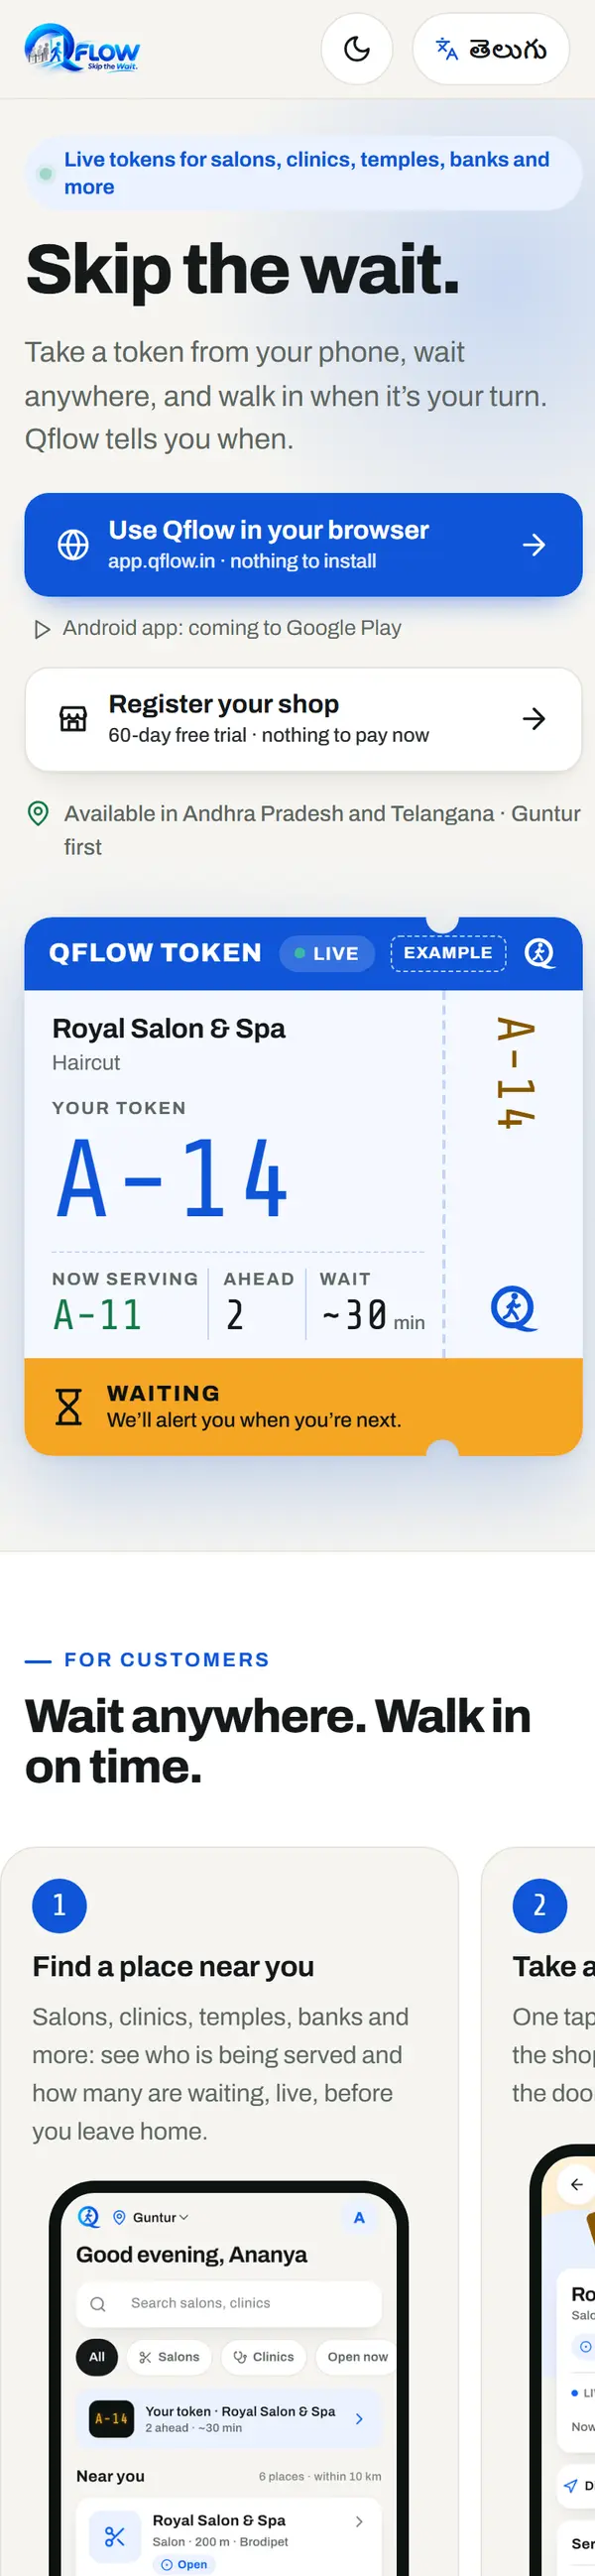 QFLOW
Skip the Wait.
తెలుగు
Live tokens for salons, clinics, temples, banks and
more
Skip the wait.
Take a token from your phone, wait
anywhere, and walk in when it’s your turn.
Qflow tells you when.
Use Qflow in your browser
app.qflow.in · nothing to install
Android app: coming to Google Play
Register your shop
60-day free trial · nothing to pay now
Available in Andhra Pradesh and Telangana · Guntur
first
QFLOW TOKEN
LIVE
EXAMPLE
Royal Salon & Spa
Haircut
YOUR TOKEN
A-14
A-14
NOW SERVING
A-11
AHEAD
2
WAIT
~30 min
WAITING
We’ll alert you when you’re next.
FOR CUSTOMERS
Wait anywhere. Walk in
on time.
1
Find a place near you
Salons, clinics, temples, banks and
more: see who is being served and
how many are waiting, live, before
you leave home.
Guntur
A
Good evening, Ananya
Search salons, clinics
All
Salons
Clinics
Open now
A-14
Your token · Royal Salon & Spa
2 ahead · ~30 min
Near you
6 places · within 10 km
Royal Salon & Spa
Salon · 200 m · Brodipet
Open
2
Take a
One tap
the shop
the doo
Ro
Salo
LI
Now
Di
Ser